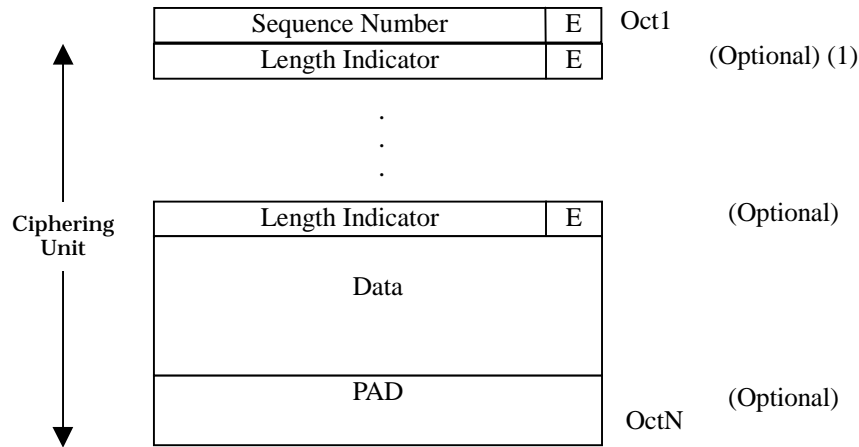 Sequence Number E Oct1
Length Indicator E (Optional) (1)
.
.
.
Length Indicator E (Optional)
Ciphering
Unit
Data
PAD (Optional)
OctN